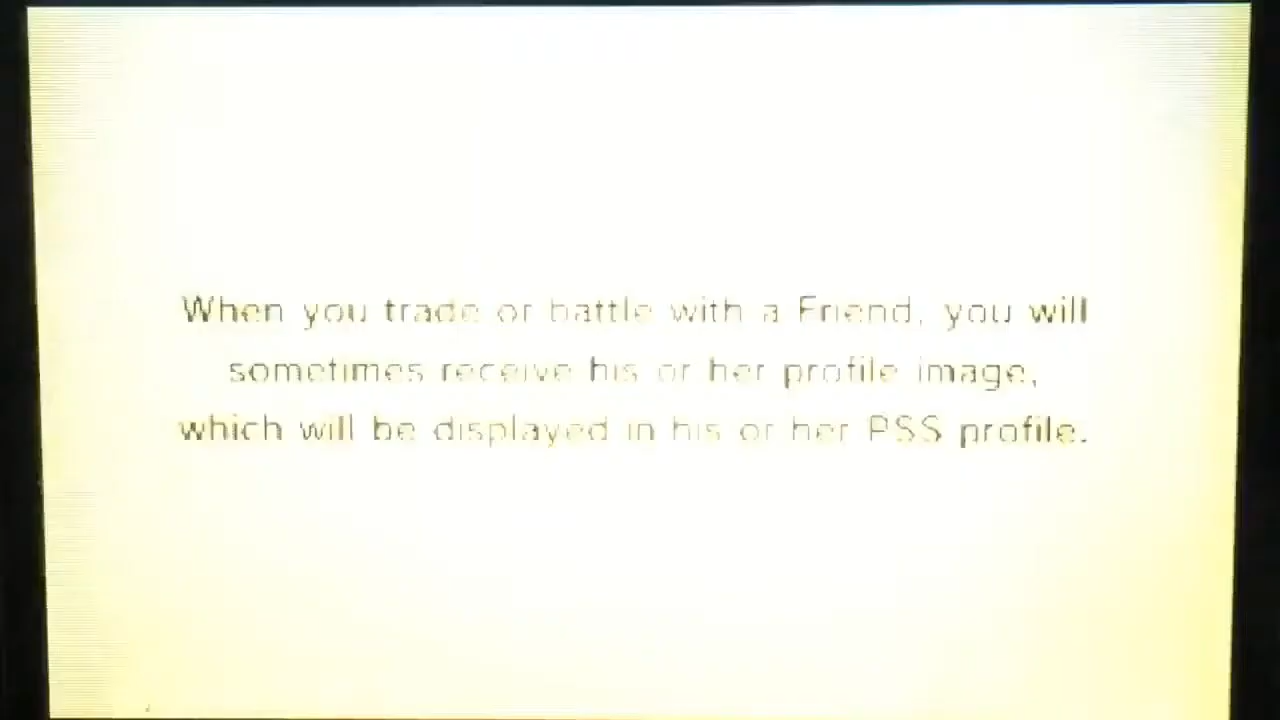 When you trade or battle with a Friend, you will
sometimes receive his or her profile image,
which will be displayed in his or her PSS profile.